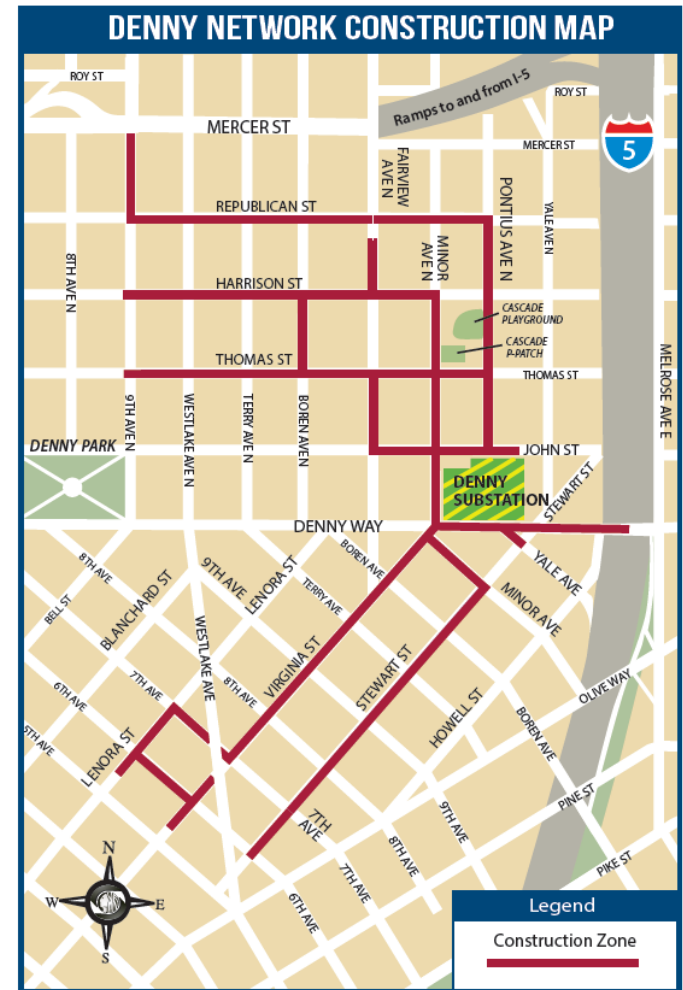 DENNY NETWORK CONSTRUCTION MAP
ROY ST
Ramps to and from I-5
ROY ST
MERCER ST
MERCER ST
5
FAIRVIEW
AVE N
PONTIUS AVE N
YALE AVE N
REPUBLICAN ST
MINOR
AVE N
8TH AVE N
HARRISON ST
CASCADE
PLAYGROUND
CASCADE
P-PATCH
THOMAS ST
THOMAS ST
MELROSE AVE E
9TH AVE N
WESTLAKE AVE N
TERRY AVE N
BOREN AVE N
DENNY PARK
JOHN ST
DENNY
SUBSTATION
STEWART ST
DENNY WAY
8TH AVE
BELL ST
BLANCHARD ST
9TH AVE
LENORA ST
BOREN AVE
TERRY AVE
YALE AVE
MINOR AVE
WESTLAKE AVE
VIRGINIA ST
STEWART ST
6TH AVE
7TH AVE
8TH AVE
OLIVE WAY
HOWELL ST
BOREN AVE
5TH AVE
LENORA ST
PINE ST
7TH
AVE
9TH AVE
8TH AVE
7TH AVE
PIKE ST
6TH AVE
N
W
E
S
Legend
Construction Zone